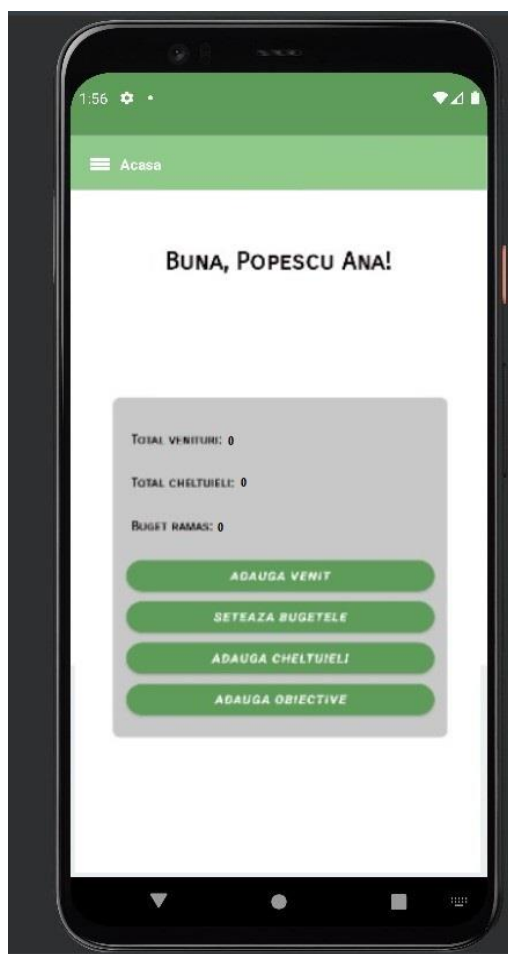 1:56
Acasa
BUNA, POPESCU ANA!
TOTAL VENITURI: 0
TOTAL CHELTUIELI: 0
BUGET RAMAS: 0
ADAUGA VENIT
SETEAZA BUGETELE
ADAUGA CHELTUIELI
ADAUGA OBIECTIVE